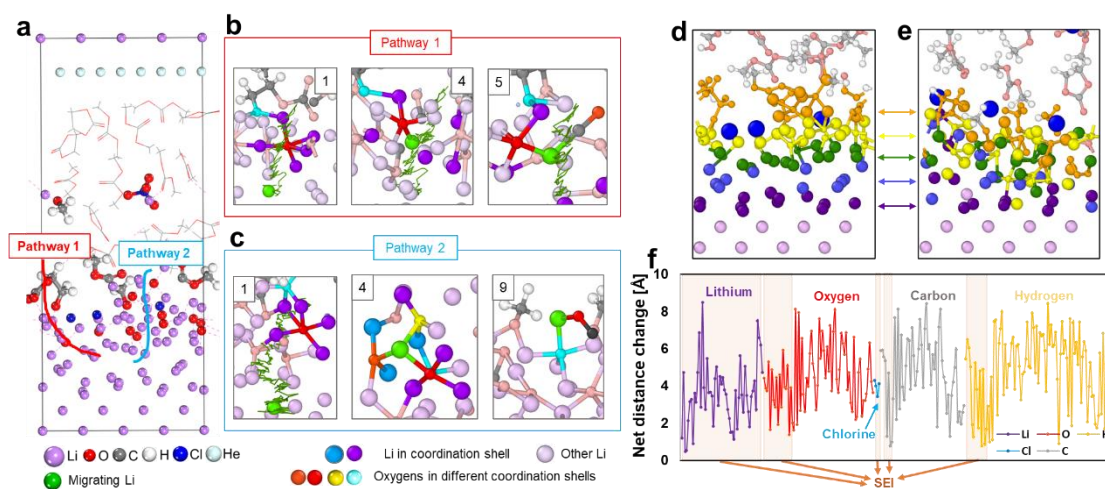 a
Pathway 1
Pathway 2
Li O C H Cl He
Migrating Li
b
Pathway 1
1
4
5
c
Pathway 2
1
4
9
Li in coordination shell
Other Li
Oxygens in different coordination shells
d
e
f
Net distance change [Å]
10
8
6
4
2
0
Lithium
Oxygen
Carbon
Hydrogen
Chlorine
Li O H
Cl C
SEI